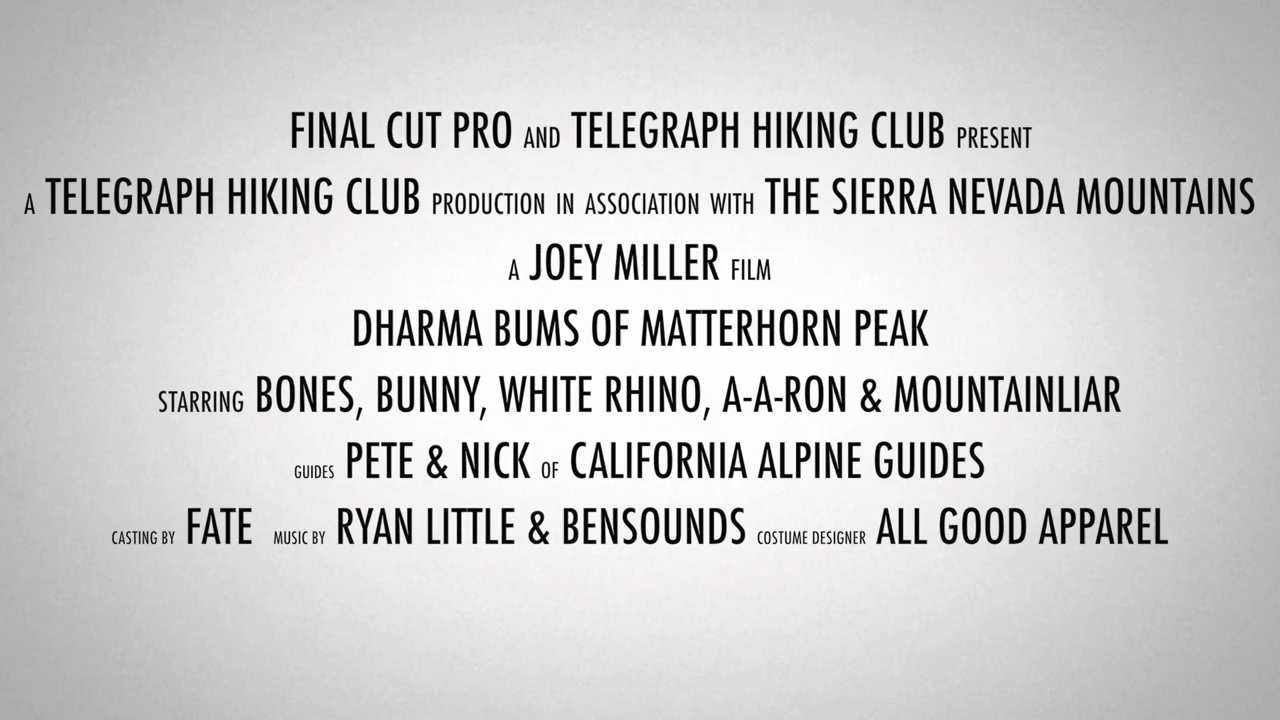 FINAL CUT PRO AND TELEGRAPH HIKING CLUB PRESENT
A TELEGRAPH HIKING CLUB PRODUCTION IN ASSOCIATION WITH THE SIERRA NEVADA MOUNTAINS
A JOEY MILLER FILM
DHARMA BUMS OF MATTERHORN PEAK
STARRING BONES, BUNNY, WHITE RHINO, A-A-RON & MOUNTAINLIAR
GUIDES PETE & NICK OF CALIFORNIA ALPINE GUIDES
CASTING BY FATE MUSIC BY RYAN LITTLE & BENSOUNDS COSTUME DESIGNER ALL GOOD APPAREL